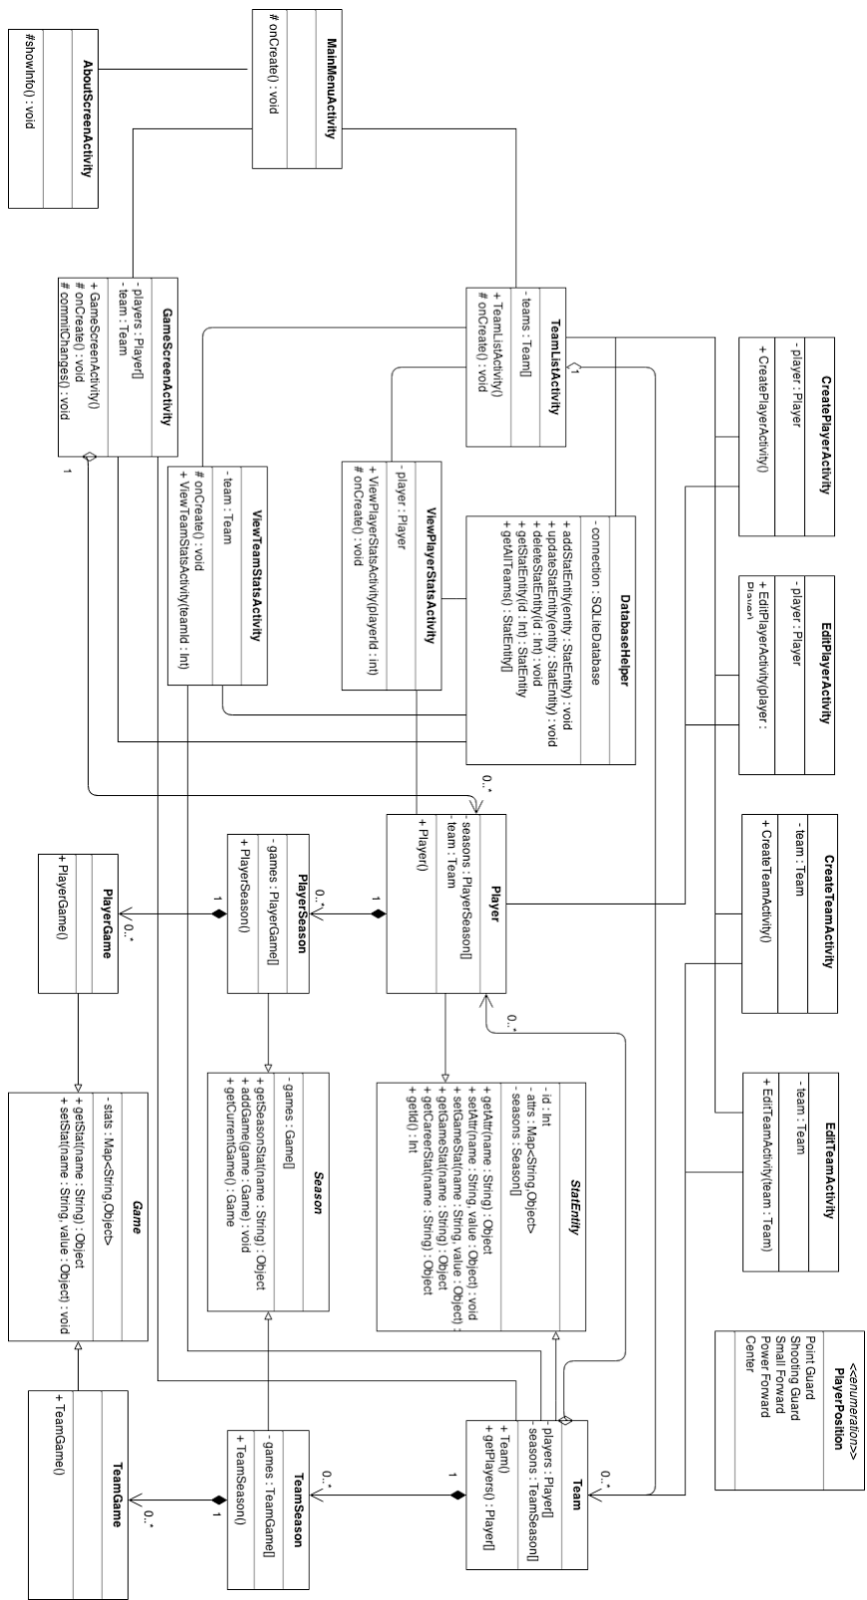 MainMenuActivity
# onCreate() : void
AboutScreenActivity
#showInfo() : void
CreatePlayerActivity
- player : Player
+ CreatePlayerActivity()
EditPlayerActivity
- player : Player
+ EditPlayerActivity(player :
Player)
CreateTeamActivity
- team : Team
+ CreateTeamActivity()
EditTeamActivity
- team : Team
+ EditTeamActivity(team : Team)
<<enumeration>>
PlayerPosition
Point Guard
Shooting Guard
Small Forward
Power Forward
Center
TeamListActivity
- teams : Team[]
+ TeamListActivity()
# onCreate() : void
1
DatabaseHelper
- connection : SQLiteDatabase
+ addStatEntity(entity : StatEntity) : void
+ updateStatEntity(entity : StatEntity) : void
+ deleteStatEntity(id : Int) : void
+ getStatEntity(id : Int) : StatEntity
+ getAllTeams() : StatEntity[]
ViewPlayerStatsActivity
- player : Player
+ ViewPlayerStatsActivity(playerId : int)
# onCreate() : void
ViewTeamStatsActivity
- team : Team
# onCreate() : void
+ ViewTeamStatsActivity(teamId : Int)
GameScreenActivity
- players : Player[]
- team : Team
+ GameScreenActivity()
# onCreate() : void
# commitChanges() : void
1
0..*
Player
- seasons : PlayerSeason[]
- team : Team
+ Player()
0..*
1
0..*
PlayerSeason
- games : PlayerGame[]
+ PlayerSeason()
1
0..*
PlayerGame
+ PlayerGame()
StatEntity
- id : Int
- attrs : Map<String,Object>
- seasons : Season[]
+ getAttr(name : String) : Object
+ setAttr(name : String, value : Object) : void
+ setGameStat(name : String, value : Object) :
+ getGameStat(name : String) : Object
+ getCareerStat(name : String) : Object
+ getId() : Int
Season
- games : Game[]
+ getSeasonStat(name : String) : Object
+ addGame(game : Game) : void
+ getCurrentGame() : Game
Game
- stats : Map<String,Object>
+ getStat(name : String) : Object
+ setStat(name : String, value : Object) : void
0..*
Team
- players : Player[]
- seasons : TeamSeason[]
+ Team()
+ getPlayers() : Player[]
1
0..*
TeamSeason
- games : TeamGame[]
+ TeamSeason()
1
0..*
TeamGame
+ TeamGame()